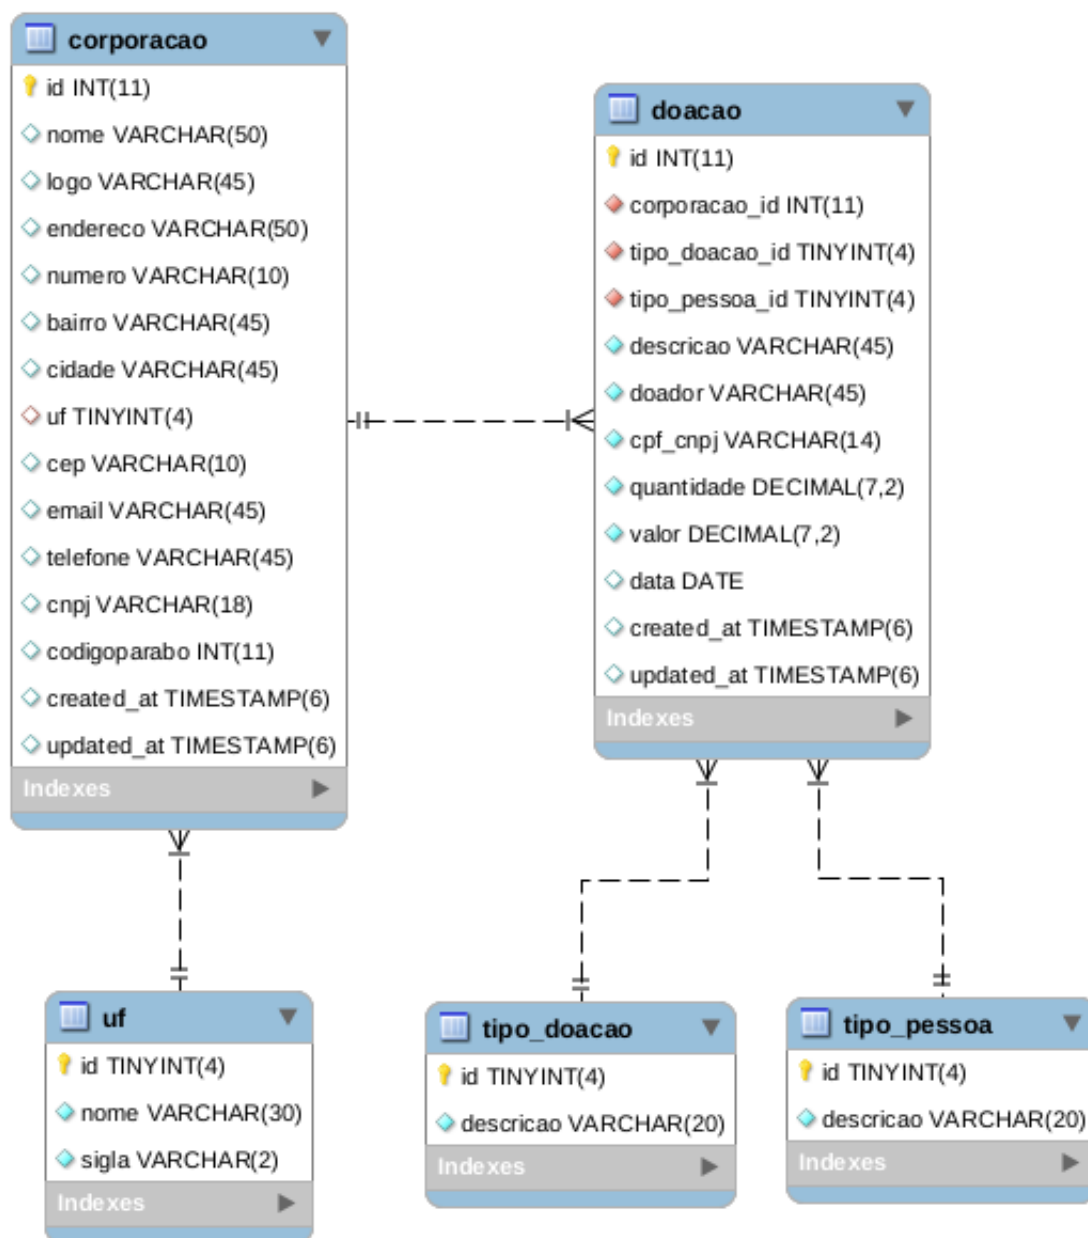 corporacao
id INT(11)
nome VARCHAR(50)
logo VARCHAR(45)
endereco VARCHAR(50)
numero VARCHAR(10)
bairro VARCHAR(45)
cidade VARCHAR(45)
uf TINYINT(4)
cep VARCHAR(10)
email VARCHAR(45)
telefone VARCHAR(45)
cnpj VARCHAR(18)
codigoparabo INT(11)
created_at TIMESTAMP(6)
updated_at TIMESTAMP(6)
Indexes
doacao
id INT(11)
corporacao_id INT(11)
tipo_doacao_id TINYINT(4)
tipo_pessoa_id TINYINT(4)
descricao VARCHAR(45)
doador VARCHAR(45)
cpf_cnpj VARCHAR(14)
quantidade DECIMAL(7,2)
valor DECIMAL(7,2)
data DATE
created_at TIMESTAMP(6)
updated_at TIMESTAMP(6)
Indexes
uf
id TINYINT(4)
nome VARCHAR(30)
sigla VARCHAR(2)
Indexes
tipo_doacao
id TINYINT(4)
descricao VARCHAR(20)
Indexes
tipo_pessoa
id TINYINT(4)
descricao VARCHAR(20)
Indexes